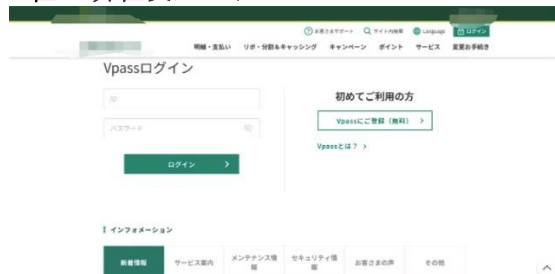 お客さまサポート サイト内検索 Language ログイン
明細・支払い リボ・分割&キャッシング キャンペーン ポイント サービス 変更お手続き
Vpassログイン
ID
パスワード
ログイン
初めてご利用の方
Vpassにご登録(無料)
Vpassとは?
インフォメーション
新着情報 サービス案内 メンテナンス情報 セキュリティ情報 お客さまの声 その他